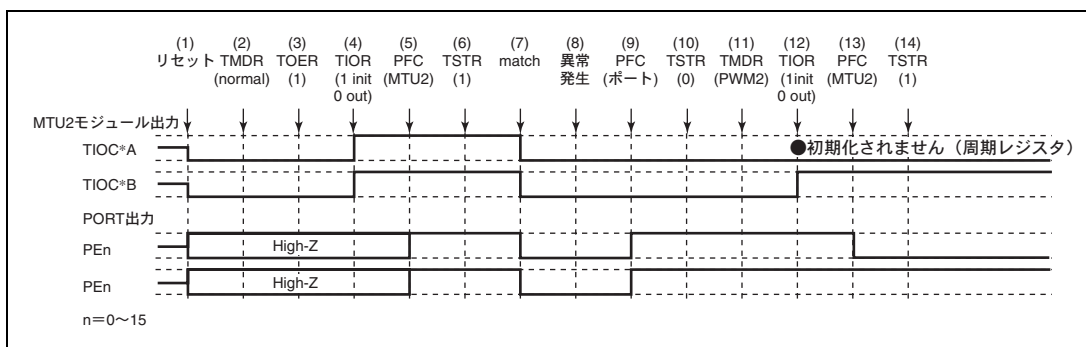 (1) (2) (3) (4) (5) (6) (7) (8) (9) (10) (11) (12) (13) (14)
リセット TMDR TOER TIOR PFC TSTR match 異常 PFC TSTR TMDR TIOR PFC TSTR
(normal) (1) (1 init (MTU2) (1) 発生 (ポート) (0) (PWM2) (1init (MTU2) (1)
0 out) 0 out)
MTU2モジュール出力
TIOC*A ●初期化されません（周期レジスタ）
TIOC*B
PORT出力
PEn High-Z
PEn High-Z
n=0〜15